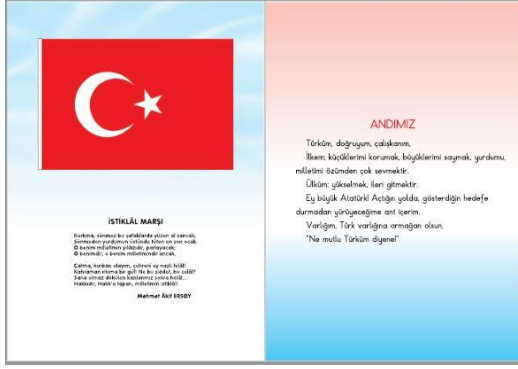 İSTİKLÂL MARŞI
Korkma, sönmez bu şafaklarda yüzen al sancak;
Sönmeden yurdumun üstünde tüten en son ocak.
O benim milletimin yıldızıdır, parlayacak;
O benimdir, o benim milletimindir ancak.
Çatma, kurban olayım, çehreni ey nazlı hilâl!
Kahraman ırkıma bir gül! Ne bu şiddet, bu celâl?
Sana olmaz dökülen kanlarımız sonra helâl...
Hakkıdır, Hakk'a tapan, milletimin istiklâl!
Mehmet Âkif ERSOY
ANDIMIZ
Türküm, doğruyum, çalışkanım,
İlkem; küçüklerimi korumak, büyüklerimi saymak, yurdumu,
milletimi özümden çok sevmektir.
Ülküm; yükselmek, ileri gitmektir.
Ey büyük Atatürk! Açtığın yolda, gösterdiğin hedefe
durmadan yürüyeceğime ant içerim.
Varlığım, Türk varlığına armağan olsun.
"Ne mutlu Türküm diyene!"